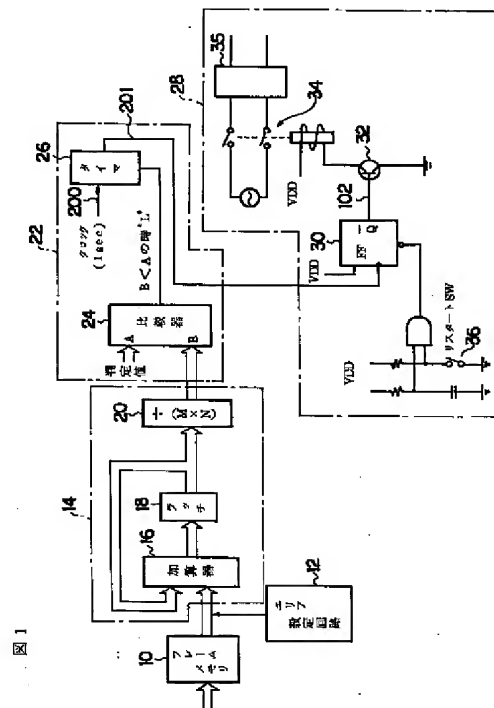 図 1
10
フレーム
メモリ
12
エリア
設定回路
14
16
加算器
18
ラッチ
20
÷
(M×N)
22
24
比較器
A
B
B<Aの時"L"
26
タイマ
200
クロック
(1sec)
201
28
30
VDD
FF
Q
102
32
VDD
34
35
VDD
リスタートSW
36